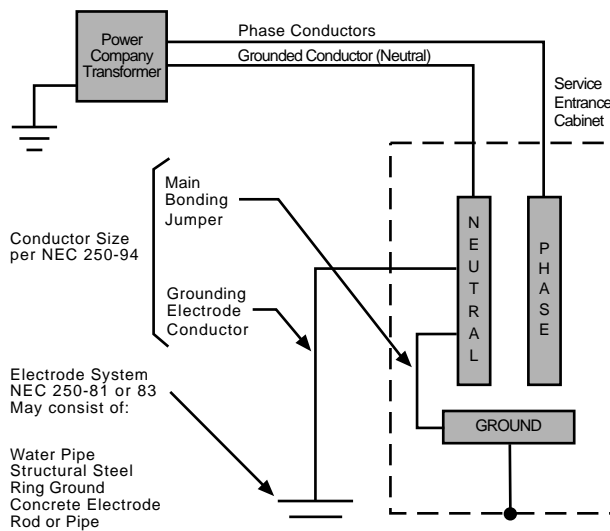 Power
Company
Transformer
Phase Conductors
Grounded Conductor (Neutral)
Service
Entrance
Cabinet
Main
Bonding
Jumper
Conductor Size
per NEC 250-94
Grounding
Electrode
Conductor
NEUTRAL
PHASE
GROUND
Electrode System
NEC 250-81 or 83
May consist of:
Water Pipe
Structural Steel
Ring Ground
Concrete Electrode
Rod or Pipe